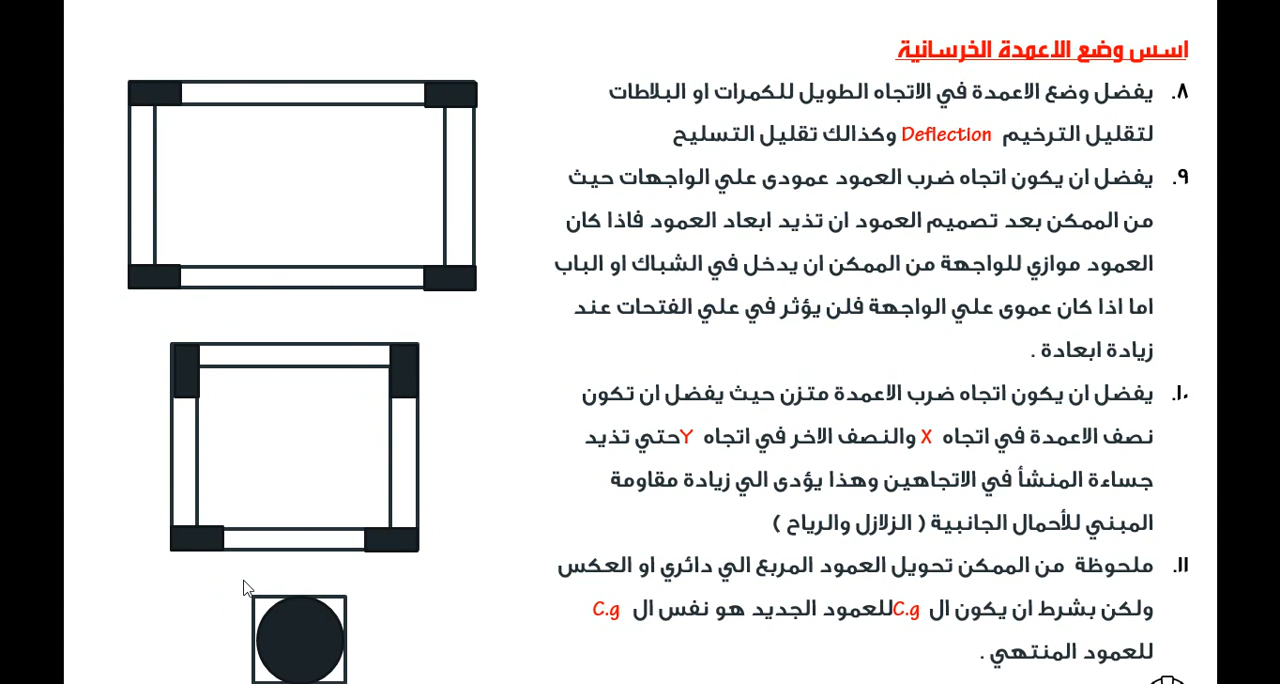 اسس وضع الاعمدة الخرسانية
٨. يفضل وضع الاعمدة في الاتجاه الطويل للكمرات او البلاطات
لتقليل الترخيم Deflection وكذالك تقليل التسليح
٩. يفضل ان يكون اتجاه ضرب العمود عمودى علي الواجهات حيث
من الممكن بعد تصميم العمود ان تذيد ابعاد العمود فاذا كان
العمود موازي للواجهة من الممكن ان يدخل في الشباك او الباب
اما اذا كان عموى علي الواجهة فلن يؤثر في علي الفتحات عند
زيادة ابعادة .
١٠. يفضل ان يكون اتجاه ضرب الاعمدة متزن حيث يفضل ان تكون
نصف الاعمدة في اتجاه X والنصف الاخر في اتجاه Y حتي تذيد
جساءة المنشأ في الاتجاهين وهذا يؤدى الي زيادة مقاومة
المبني للأحمال الجانبية ( الزلازل والرياح )
١١. ملحوظة من الممكن تحويل العمود المربع الي دائري او العكس
ولكن بشرط ان يكون ال C.g للعمود الجديد هو نفس ال C.g
للعمود المنتهي .